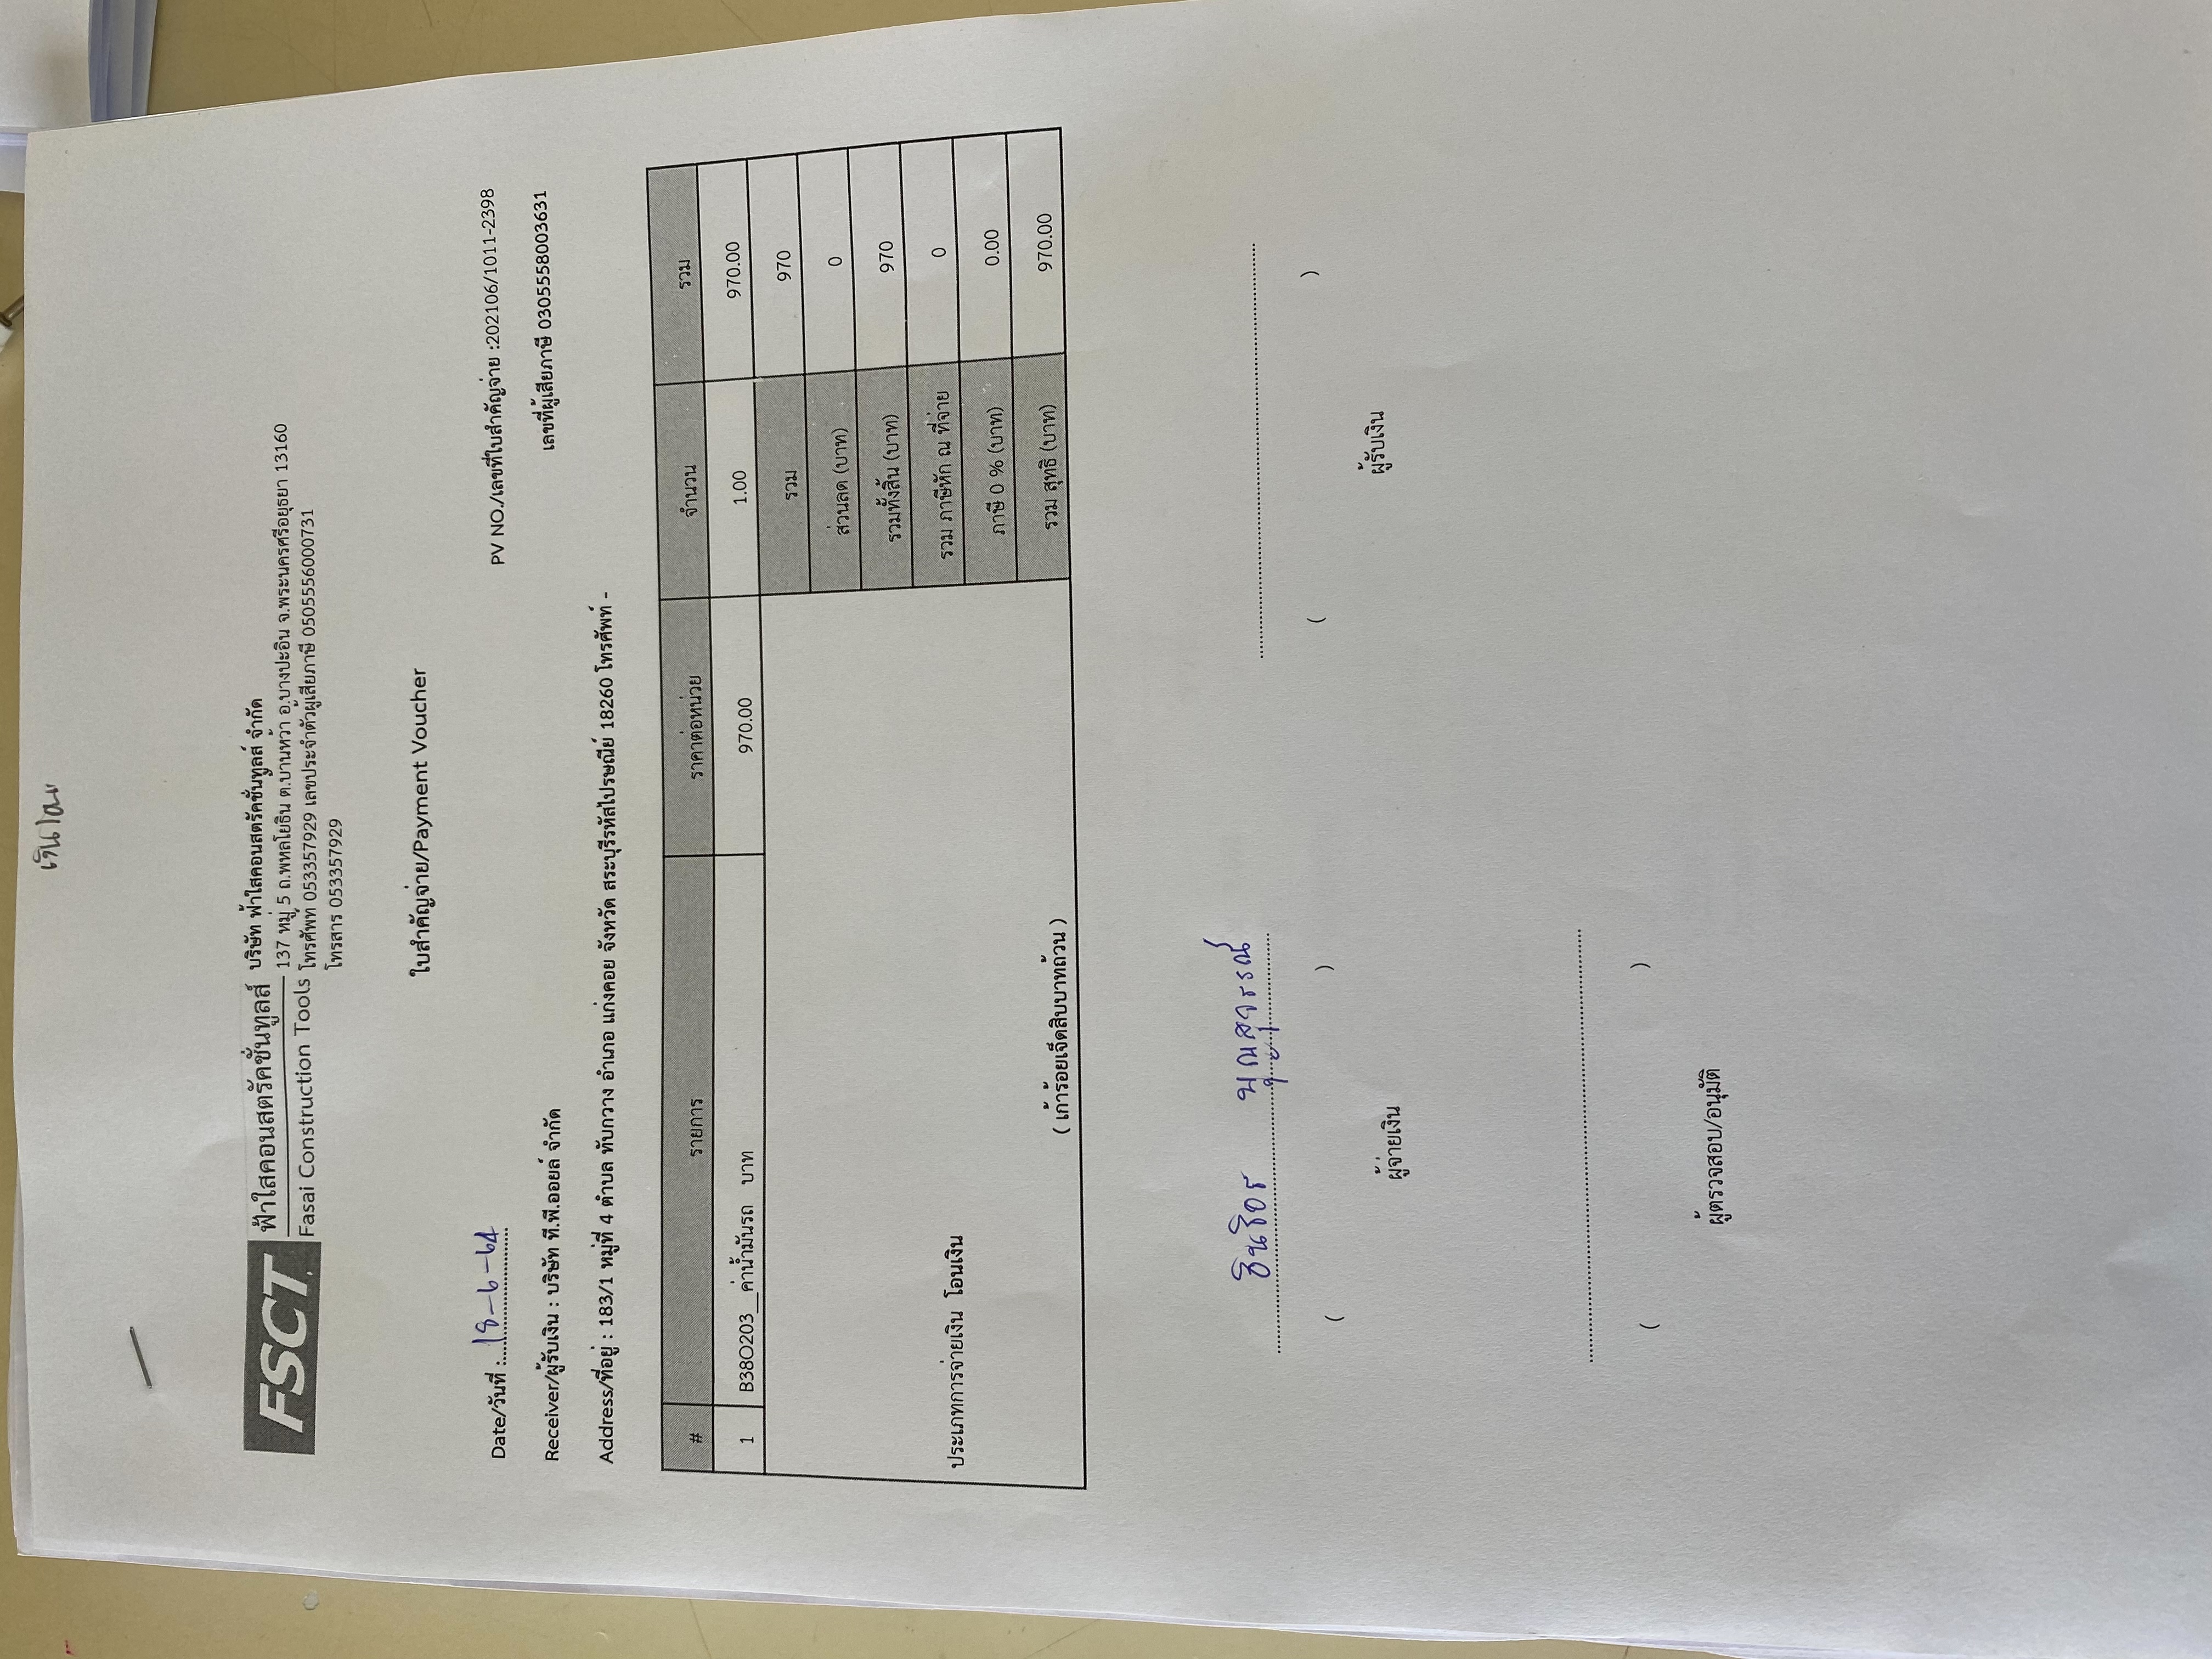 เงินโอน
FSCT.
ฟ้าใสคอนสตรัคชั่นทูลส์
Fasai Construction Tools
บริษัท ฟ้าใสคอนสตรัคชั่นทูลส์ จำกัด
137 หมู่ 5 ถ.พหลโยธิน ต.บ้านหว้า อ.บางปะอิน จ.พระนครศรีอยุธยา 13160
โทรศัพท์ 053357929 เลขประจำตัวผู้เสียภาษี 0505556000731
โทรสาร 053357929
ใบสำคัญจ่าย/Payment Voucher
Date/วันที่ : 18-6-64 PV NO./เลขที่ใบสำคัญจ่าย :202106/1011-2398
Receiver/ผู้รับเงิน : บริษัท ที.พี.ออยล์ จำกัด เลขที่ผู้เสียภาษี 0305558003631
Address/ที่อยู่ : 183/1 หมู่ที่ 4 ตำบล ทับกวาง อำเภอ แก่งคอย จังหวัด สระบุรีรหัสไปรษณีย์ 18260 โทรศัพท์ -
# รายการ ราคาต่อหน่วย จำนวน รวม
1 B38O203__ค่าน้ำมันรถ บาท 970.00 1.00 970.00
รวม 970
ส่วนลด (บาท) 0
รวมทั้งสิ้น (บาท) 970
รวม ภาษีหัก ณ ที่จ่าย 0
ประเภทการจ่ายเงิน โอนเงิน
ภาษี 0 % (บาท) 0.00
( เก้าร้อยเจ็ดสิบบาทถ้วน ) รวม สุทธิ (บาท) 970.00
บุญสุวรรณ์
( ) ( )
ผู้จ่ายเงิน ผู้รับเงิน
( )
ผู้ตรวจสอบ/อนุมัติ